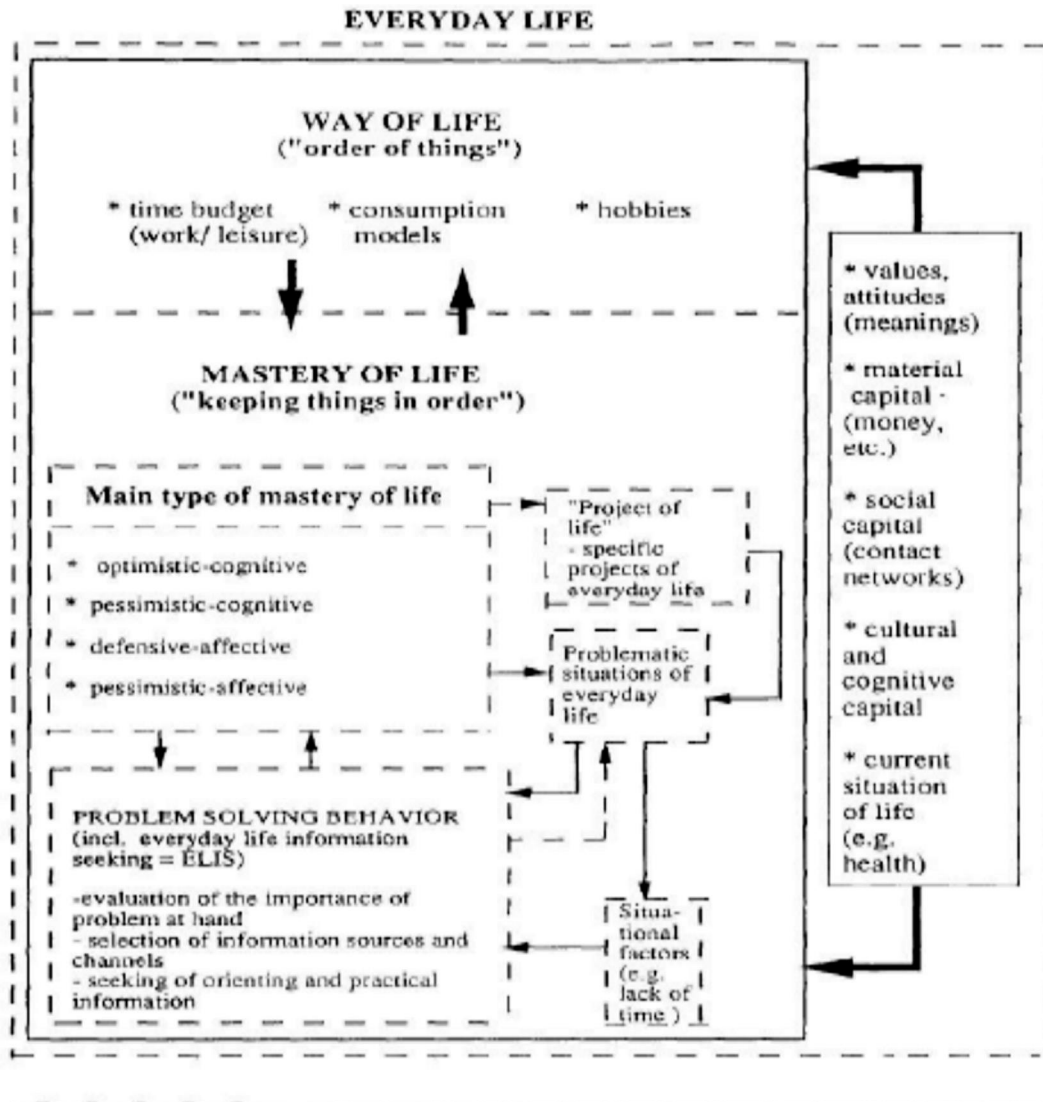 EVERYDAY LIFE
WAY OF LIFE
("order of things")
* time budget
(work/ leisure)
* consumption
models
* hobbies
MASTERY OF LIFE
("keeping things in order")
Main type of mastery of life
* optimistic-cognitive
* pessimistic-cognitive
* defensive-affective
* pessimistic-affective
"Project of
life"
- specific
projects of
everyday life
Problematic
situations of
everyday
life
PROBLEM SOLVING BEHAVIOR
(incl. everyday life information
seeking = ELIS)
-evaluation of the importance of
problem at hand
- selection of information sources and
channels
- seeking of orienting and practical
information
Situa-
tional
factors
(e.g.
lack of
time )
* values,
attitudes
(meanings)
* material
capital -
(money,
etc.)
* social
capital
(contact
networks)
* cultural
and
cognitive
capital
* current
situation
of life
(e.g.
health)